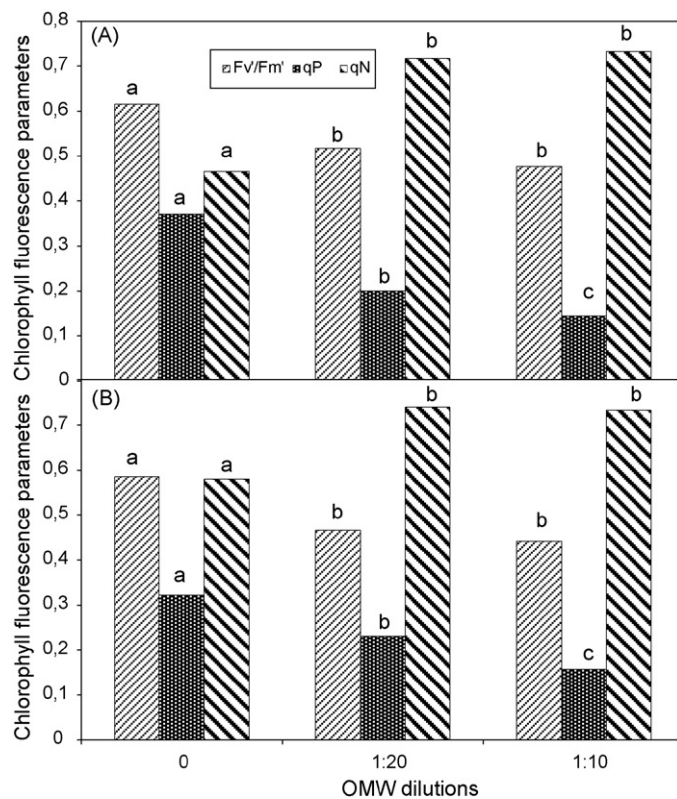 Chlorophyll fluorescence parameters
0,8
0,7
0,6
0,5
0,4
0,3
0,2
0,1
0
(A)
Fv'/Fm' qP qN
a
a
a
b
b
b
b
c
b
Chlorophyll fluorescence parameters
0,7
0,6
0,5
0,4
0,3
0,2
0,1
0
(B)
a
a
a
b
b
b
b
c
b
0 1:20 1:10
OMW dilutions